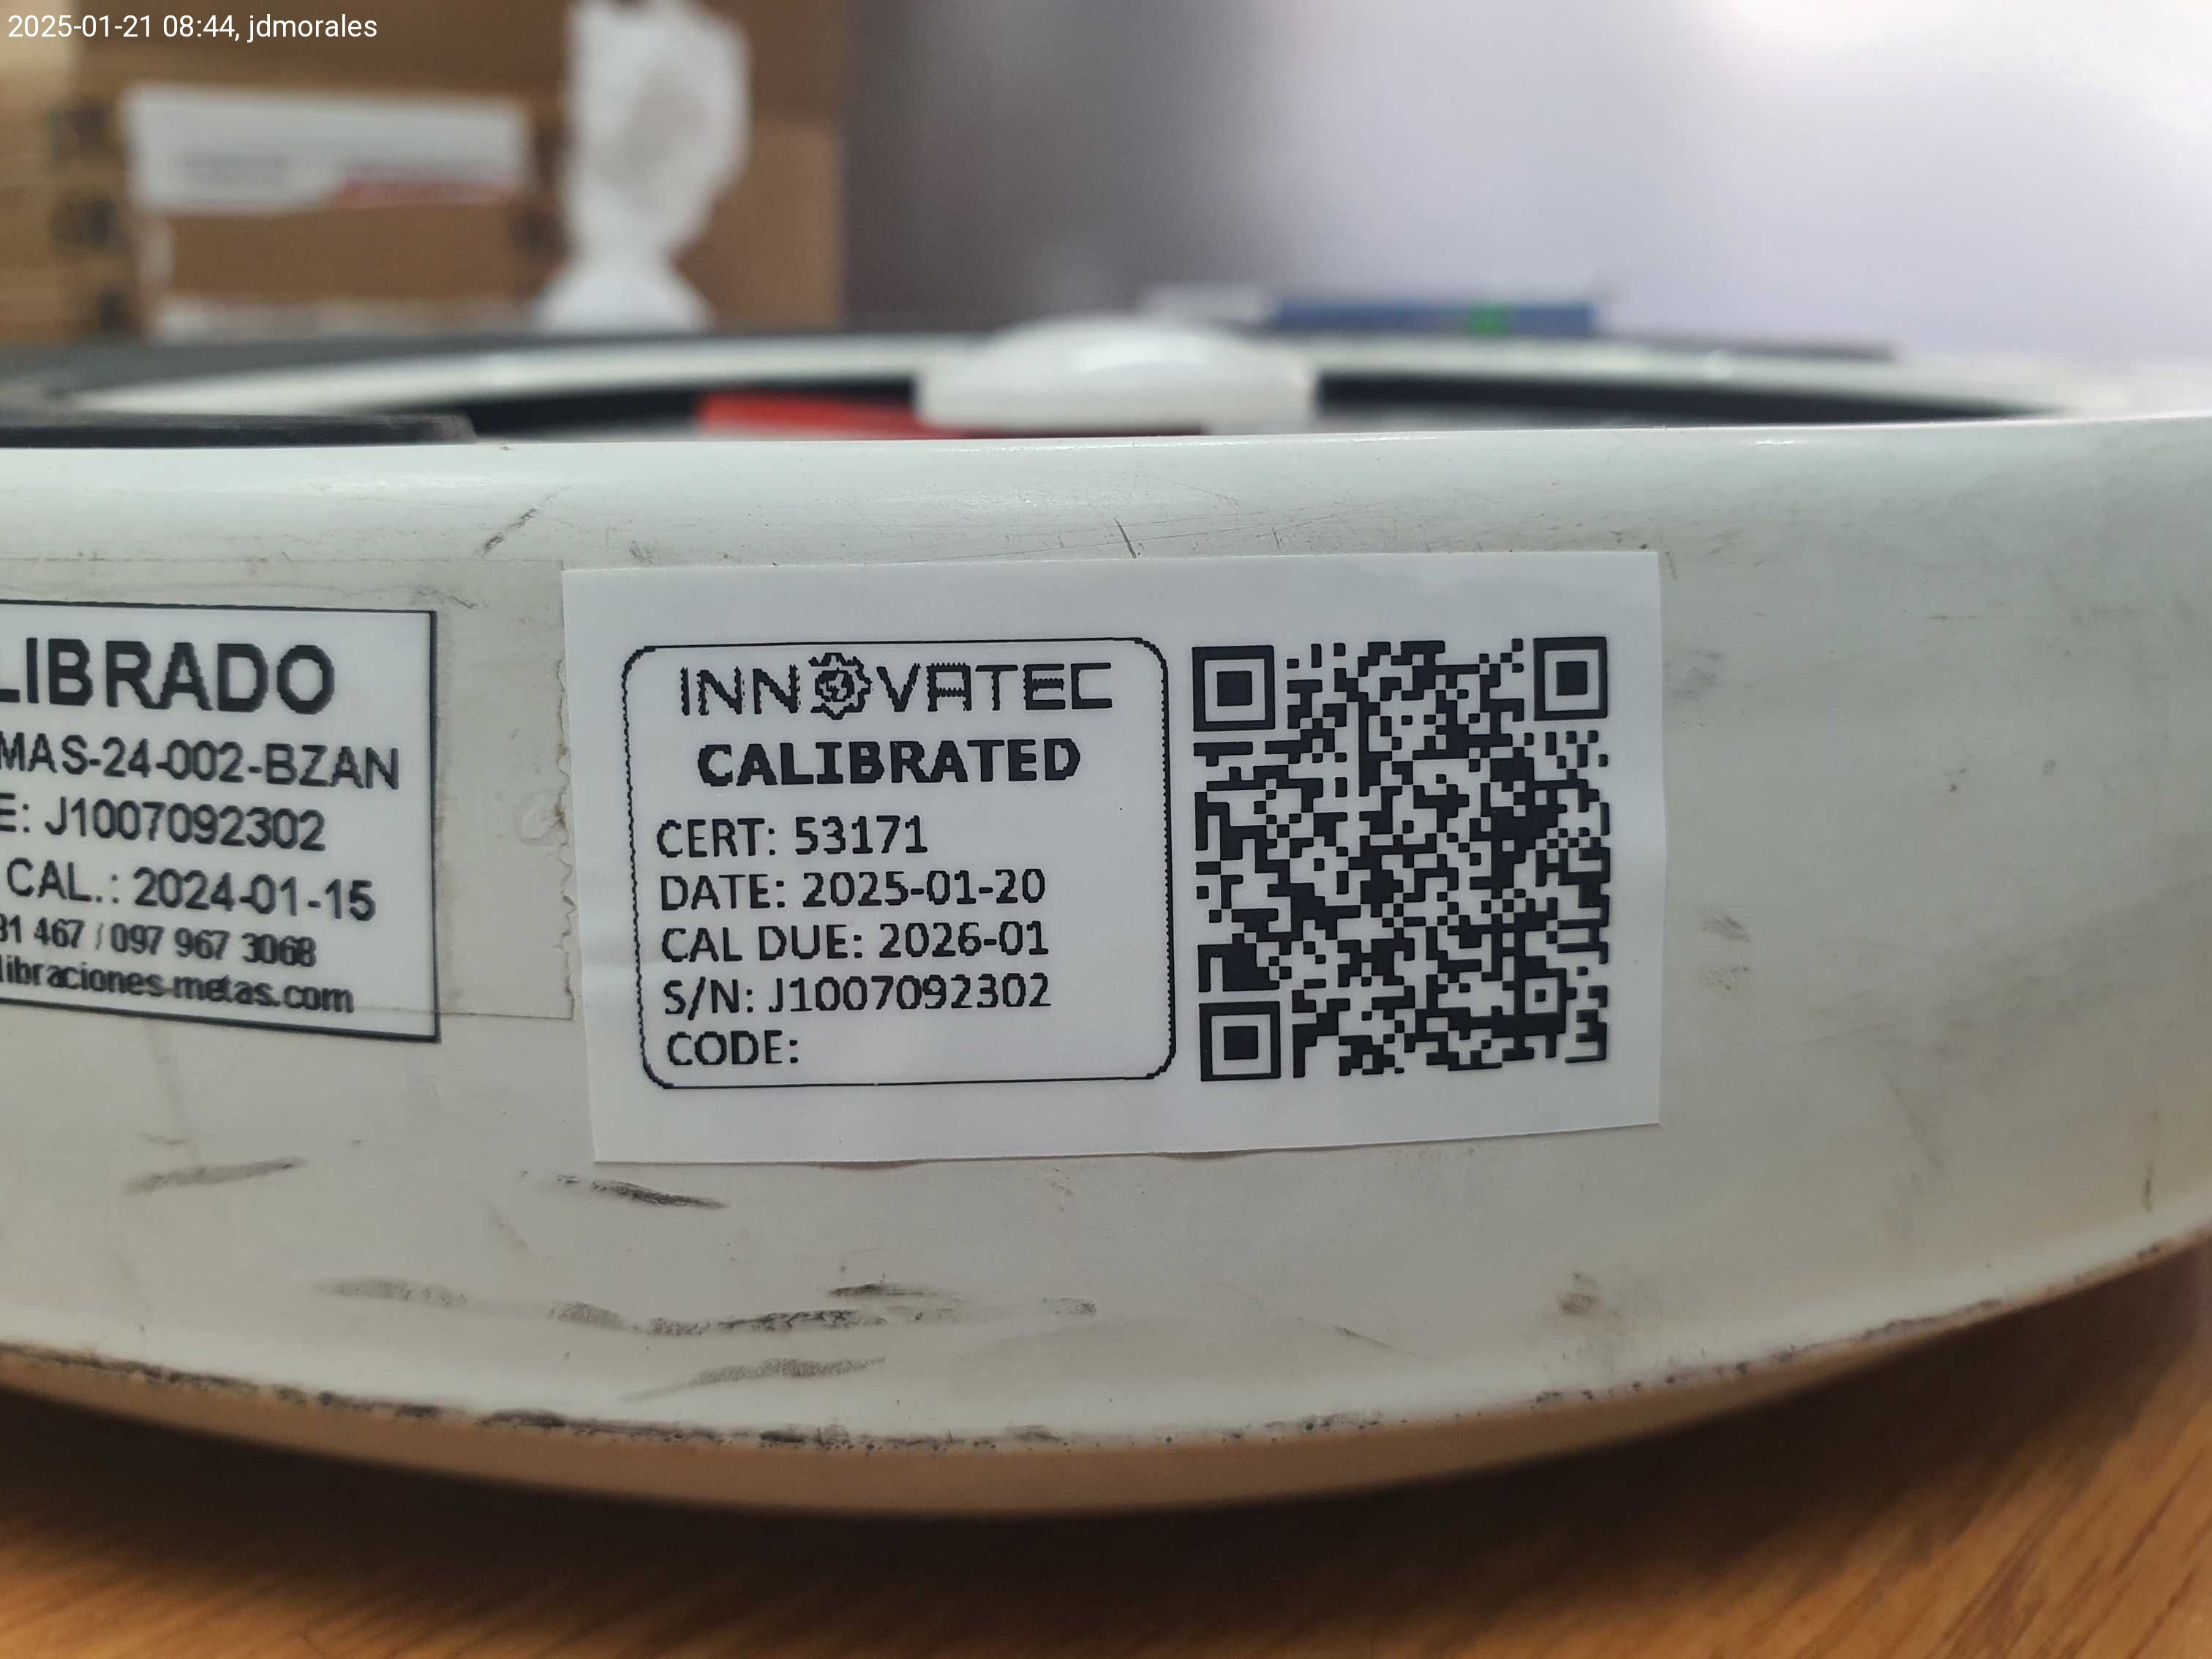 2025-01-21 08:44, jdmorales
LIBRADO
MAS-24-002-BZAN
E: J1007092302
CAL.: 2024-01-15
31 467 / 097 967 3068
libraciones-metas.com
INNOVATEC
CALIBRATED
CERT: 53171
DATE: 2025-01-20
CAL DUE: 2026-01
S/N: J1007092302
CODE: